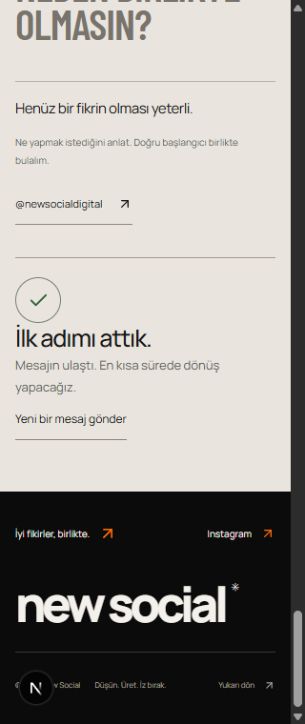 OLMASIN?
Henüz bir fikrin olması yeterli.
Ne yapmak istediğini anlat. Doğru başlangıcı birlikte
bulalım.
@newsocialdigital
İlk adımı attık.
Mesajın ulaştı. En kısa sürede dönüş
yapacağız.
Yeni bir mesaj gönder
İyi fikirler, birlikte.
Instagram
new social
N
Social
Düşün. Üret. İz bırak.
Yukarı dön